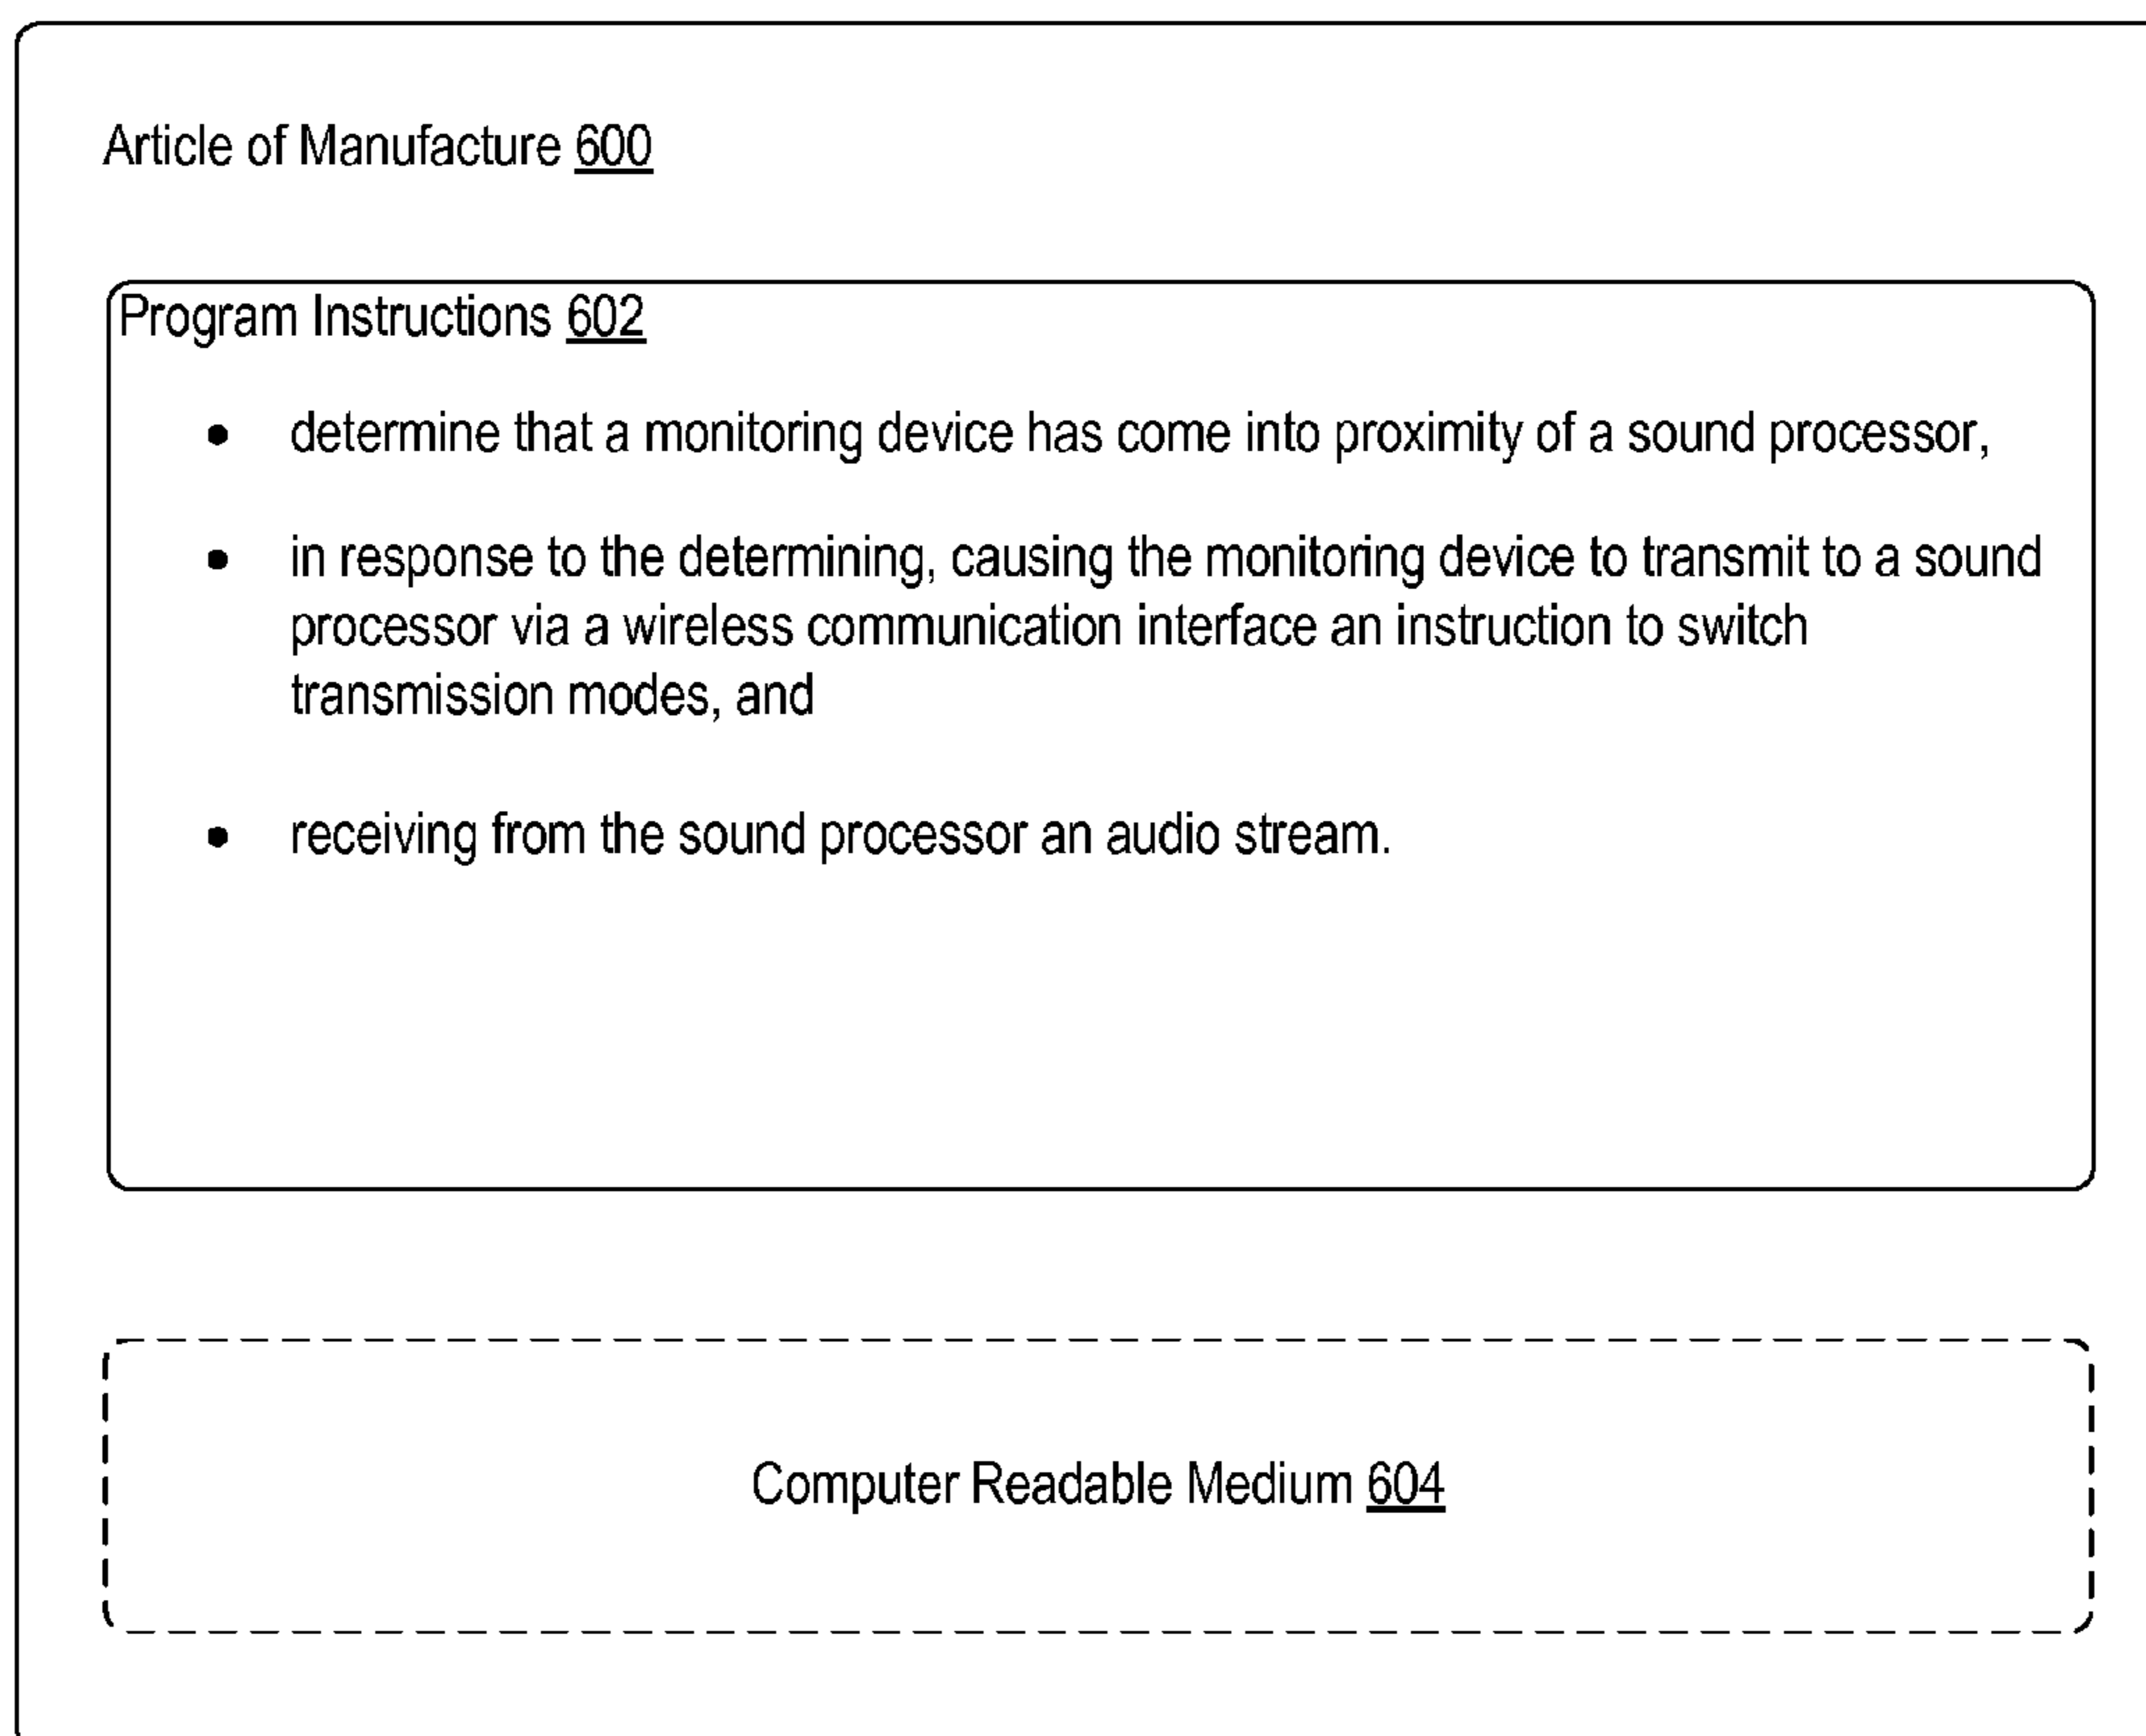 Article of Manufacture 600
Program Instructions 602
• determine that a monitoring device has come into proximity of a sound processor,
• in response to the determining, causing the monitoring device to transmit to a sound
processor via a wireless communication interface an instruction to switch
transmission modes, and
• receiving from the sound processor an audio stream.
Computer Readable Medium 604